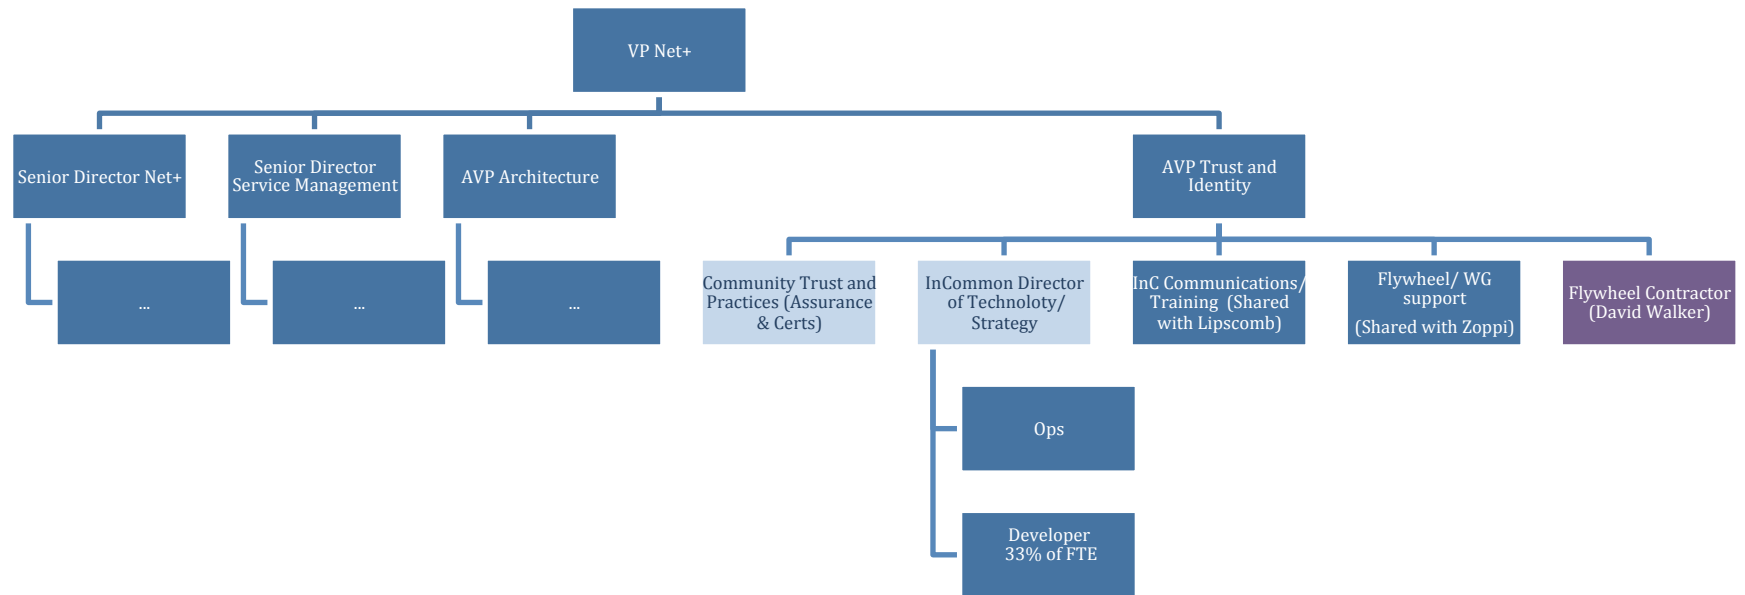 VP Net+
Senior Director Net+
Senior Director
Service Management
AVP Architecture
AVP Trust and
Identity
...
...
...
Community Trust and
Practices (Assurance
& Certs)
InCommon Director
of Technoloty/
Strategy
InC Communications/
Training (Shared
with Lipscomb)
Flywheel/ WG
support
(Shared with Zoppi)
Flywheel Contractor
(David Walker)
Ops
Developer
33% of FTE